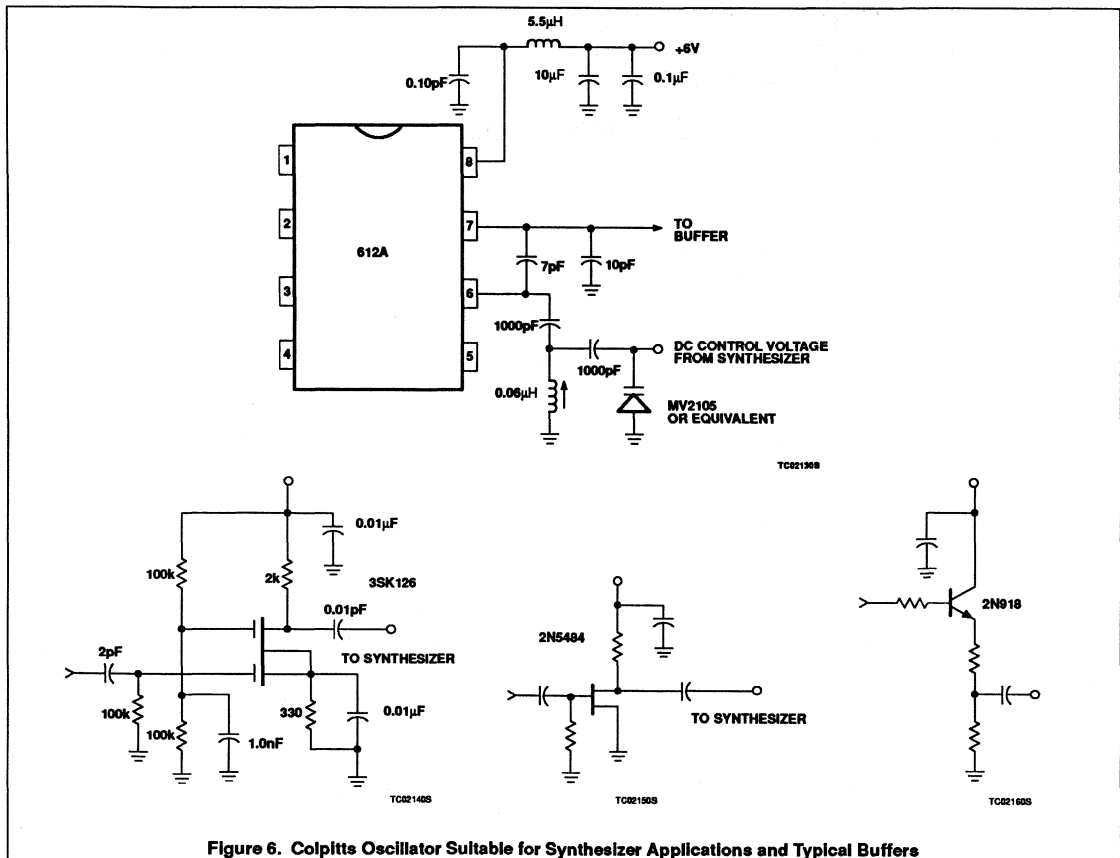 5.5μH
+6V
0.10pF
10μF
0.1μF
1
8
2
7
TO
BUFFER
612A
7pF
10pF
3
6
1000pF
4
5
DC CONTROL VOLTAGE
FROM SYNTHESIZER
1000pF
0.06μH
MV2105
OR EQUIVALENT
TC02130S
0.01μF
100k
2k
3SK126
0.01pF
TO SYNTHESIZER
2pF
100k
100k
330
0.01μF
1.0nF
TC02140S
2N5484
TO SYNTHESIZER
TC02150S
2N918
TC02160S
Figure 6. Colpitts Oscillator Suitable for Synthesizer Applications and Typical Buffers